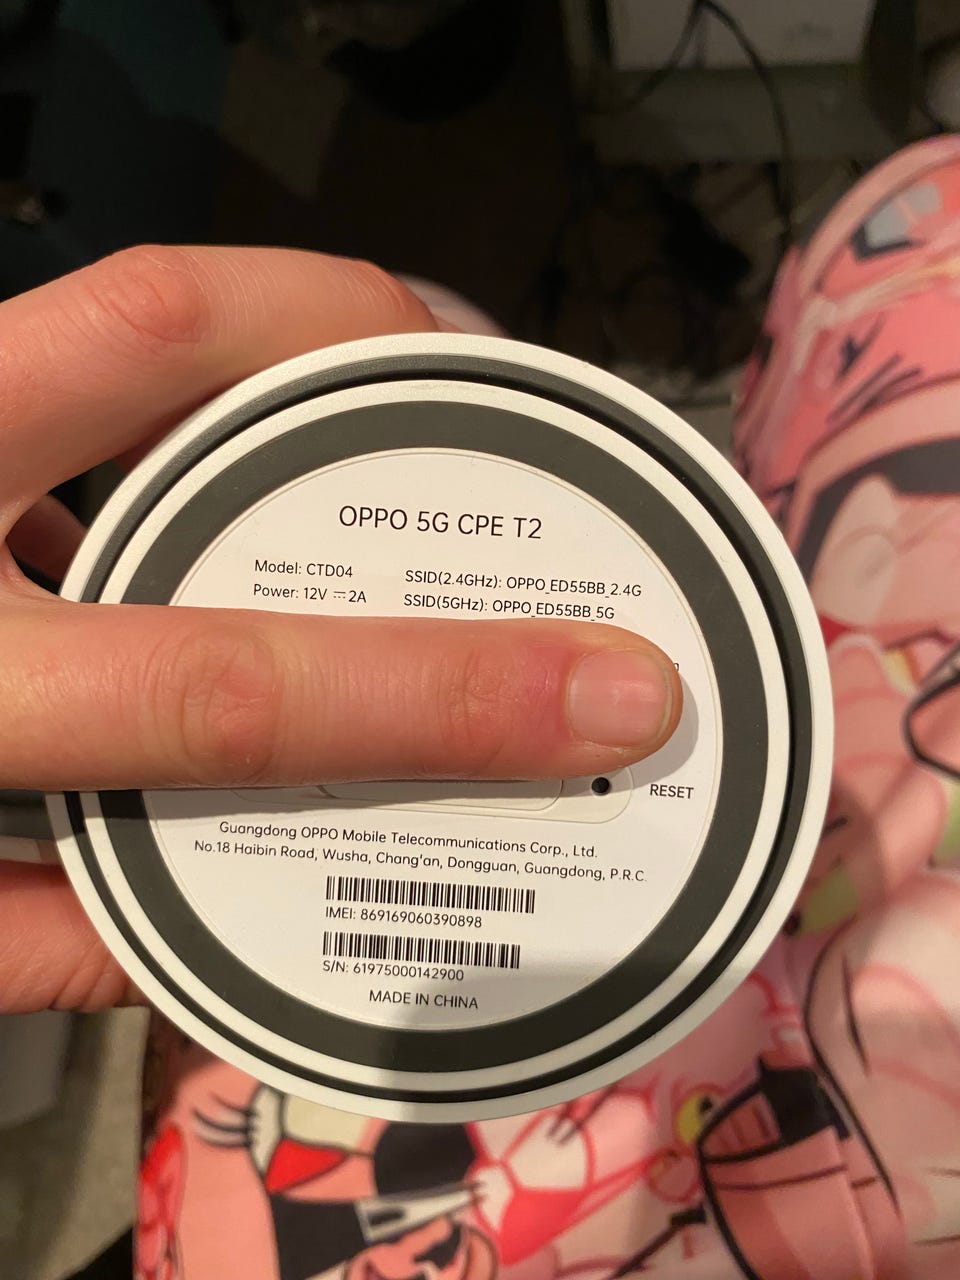 OPPO 5G CPE T2
Model: CTD04
Power: 12V ⎓ 2A
SSID(2.4GHz): OPPO_ED55BB_2.4G
SSID(5GHz): OPPO_ED55BB_5G
RESET
Guangdong OPPO Mobile Telecommunications Corp., Ltd.
No.18 Haibin Road, Wusha, Chang'an, Dongguan, Guangdong, P.R.C.
IMEI: 869169060390898
S/N: 61975000142900
MADE IN CHINA